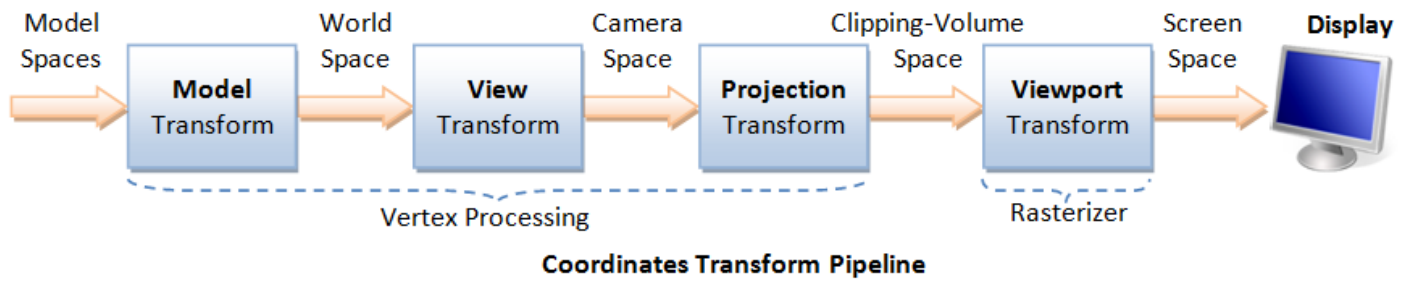 Model
Spaces
World
Space
Camera
Space
Clipping-Volume
Space
Screen
Space
Display
Model
Transform
View
Transform
Projection
Transform
Viewport
Transform
Vertex Processing
Rasterizer
Coordinates Transform Pipeline